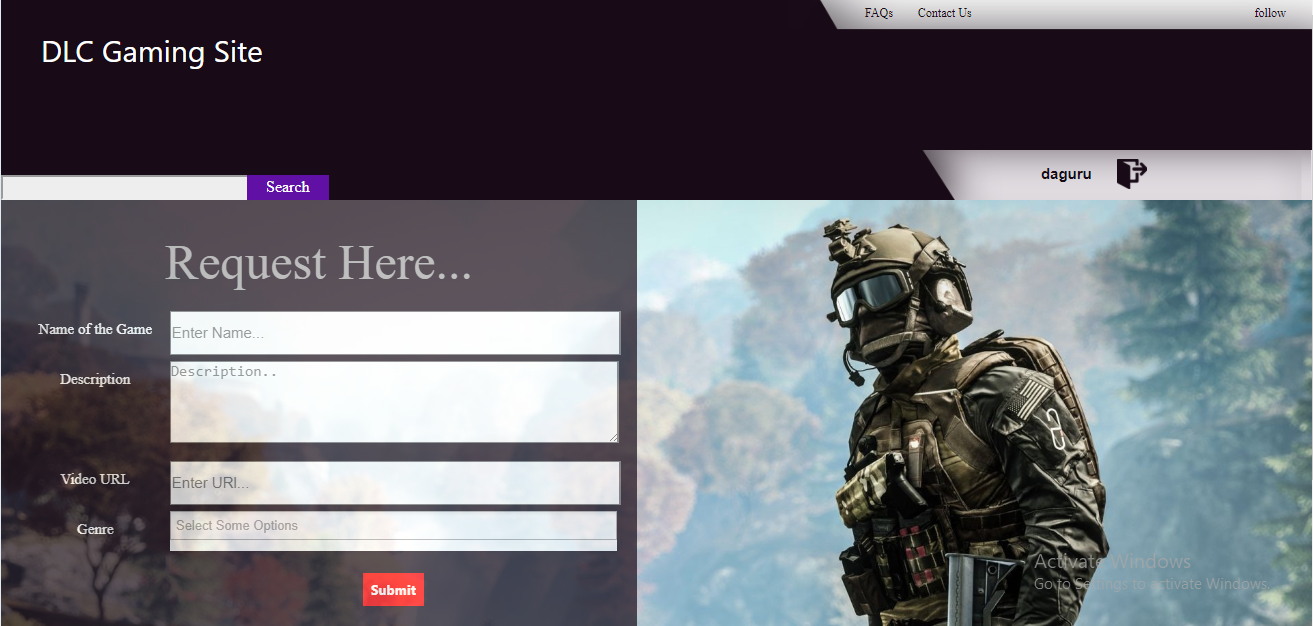 FAQs Contact Us follow
DLC Gaming Site
daguru
Search
Request Here...
Name of the Game Enter Name...
Description Description..
Video URL Enter URl...
Genre Select Some Options
Submit
Activate Windows
Go to Settings to activate Windows.